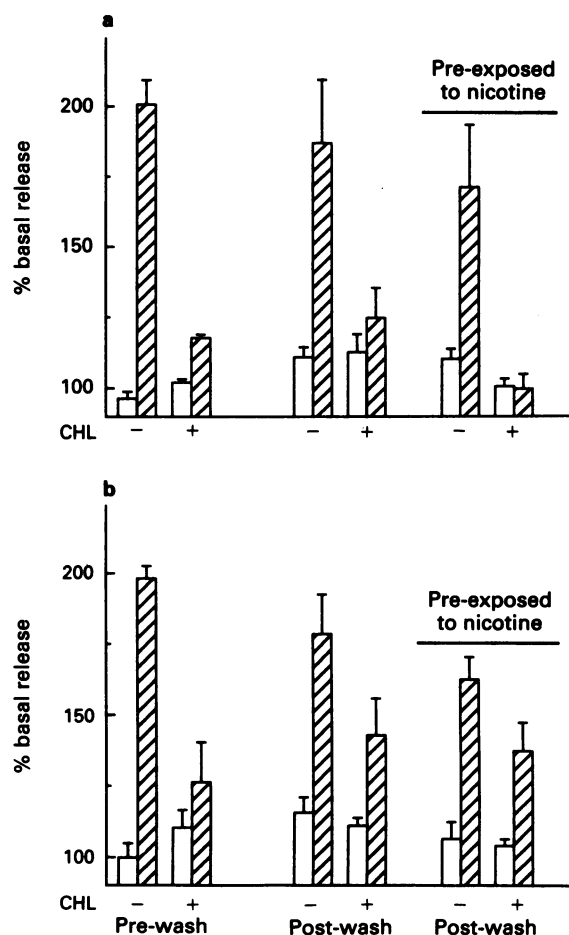 a
Pre-exposed
to nicotine
% basal release
200
150
100
CHL - + - + - +
b
Pre-exposed
to nicotine
% basal release
200
150
100
CHL - + - + - +
Pre-wash Post-wash Post-wash